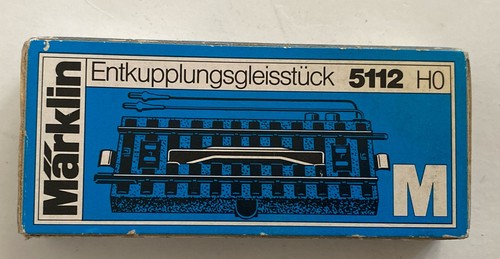 Märklin
Entkupplungsgleisstück 5112 H0
M